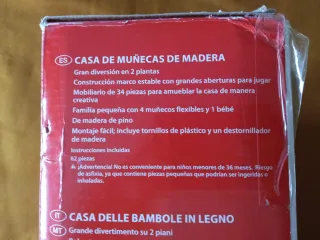 ES CASA DE MUÑECAS DE MADERA
Gran diversión en 2 plantas
Construcción marco estable con grandes aberturas para jugar
Mobiliario de 34 piezas para amueblar la casa de manera
creativa
Familia pequeña con 4 muñecos flexibles y 1 bébé
De madera de pino
Montaje fácil; incluye tornillos de plástico y un destornillador
de madera
Instrucciones incluidas
62 piezas
⚠ ¡Advertencia! No es conveniente para niños menores de 36 meses. Riesgo
de asfixia, ya que contiene piezas pequeñas que podrían ser ingeridas o
inhaladas.
IT CASA DELLE BAMBOLE IN LEGNO
MT Grande divertimento su 2 piani